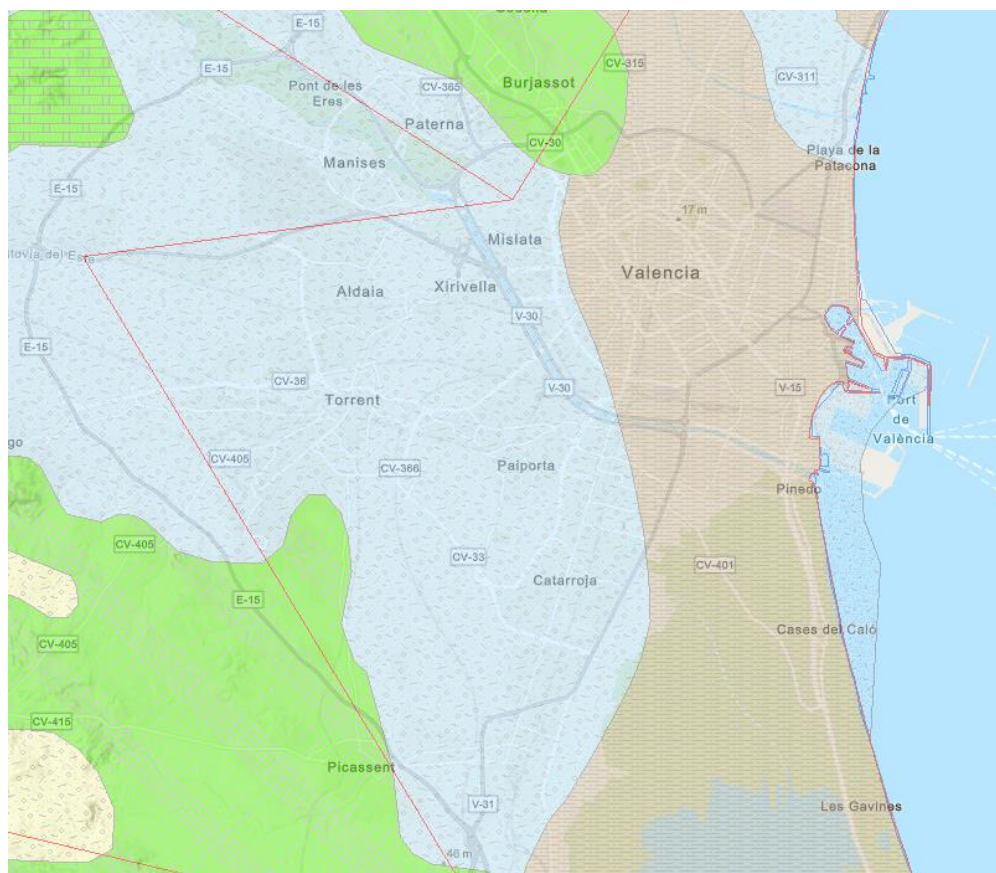 E-15
Burjassot
CV-315
CV-311
E-15
Pont de les
Eres
CV-365
Paterna
CV-30
Manises
Playa de la
Patacona
E-15
17 m
Mislata
Valencia
Aldaia
Xirivella
V-30
E-15
CV-36
V-30
V-15
Torrent
Port
de
València
CV-405
CV-366
Paiporta
Pinedo
CV-405
CV-33
CV-401
Catarroja
E-15
CV-405
Cases del Caló
CV-415
Picassent
V-31
Les Gavines
46 m